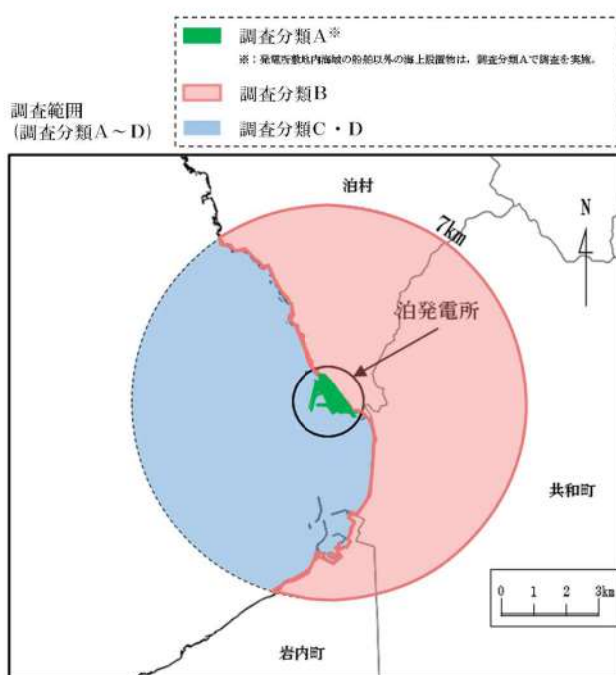 調査分類A※
※:発電所敷地内海域の船舶以外の海上設置物は,調査分類Aで調査を実施。
調査範囲
(調査分類A～D)
調査分類B
調査分類C・D
泊村
7km
N
泊発電所
共和町
0 1 2 3km
岩内町